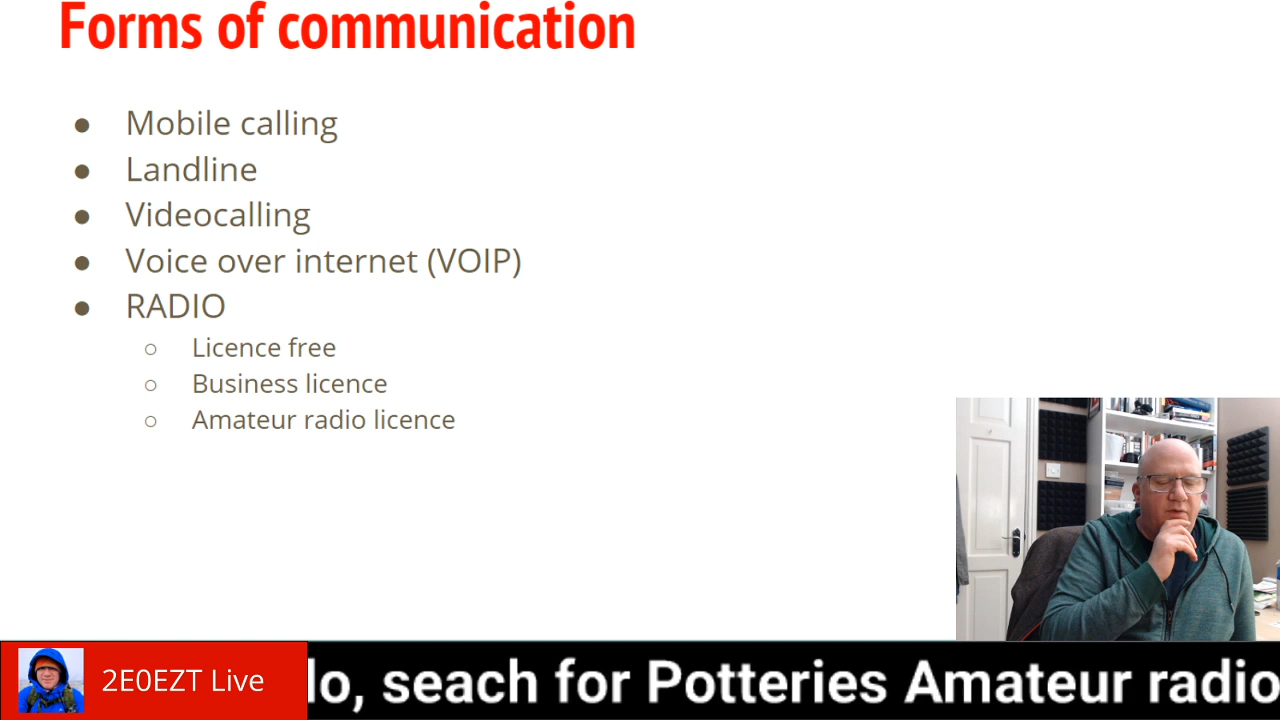 Forms of communication
● Mobile calling
● Landline
● Videocalling
● Voice over internet (VOIP)
● RADIO
○ Licence free
○ Business licence
○ Amateur radio licence
2E0EZT Live
lo, seach for Potteries Amateur radio